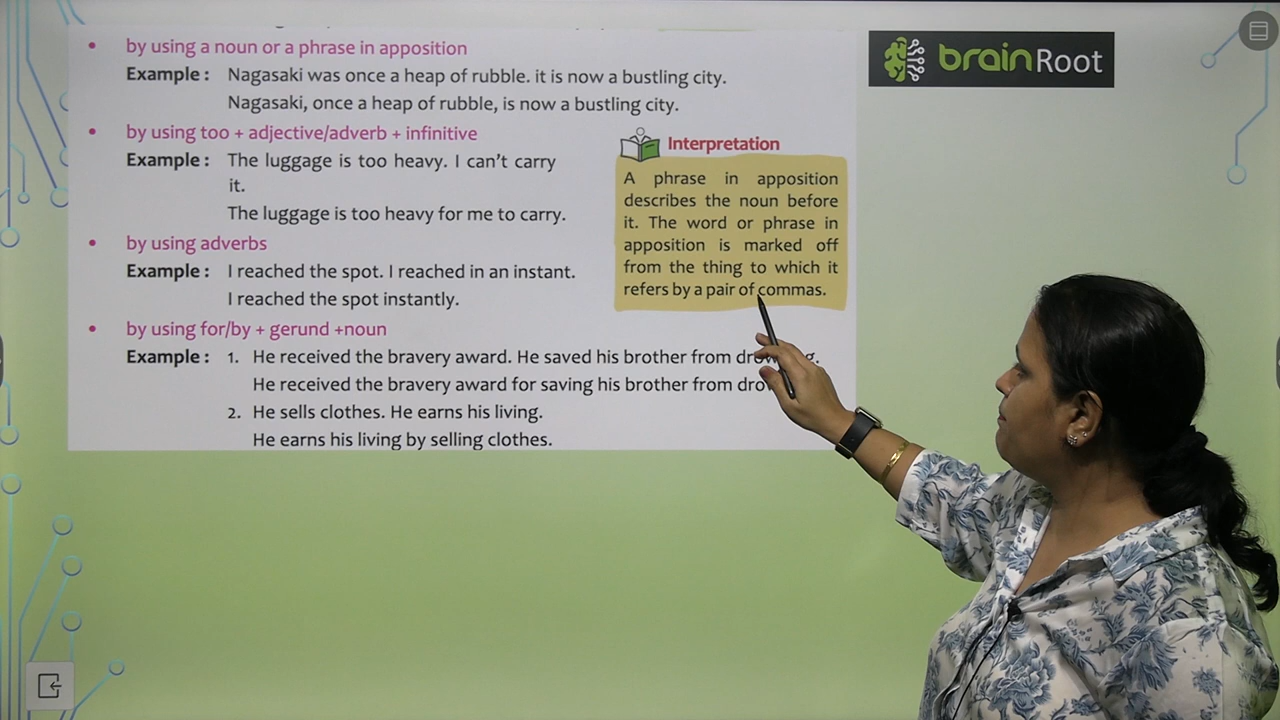 • by using a noun or a phrase in apposition
Example : Nagasaki was once a heap of rubble. it is now a bustling city.
Nagasaki, once a heap of rubble, is now a bustling city.
• by using too + adjective/adverb + infinitive
Example : The luggage is too heavy. I can't carry
it.
The luggage is too heavy for me to carry.
• by using adverbs
Example : I reached the spot. I reached in an instant.
I reached the spot instantly.
• by using for/by + gerund +noun
Example : 1. He received the bravery award. He saved his brother from
He received the bravery award for saving his brother from
2. He sells clothes. He earns his living.
He earns his living by selling clothes.
Interpretation
A phrase in apposition
describes the noun before
it. The word or phrase in
apposition is marked off
from the thing to which it
refers by a pair of commas.
brainRoot